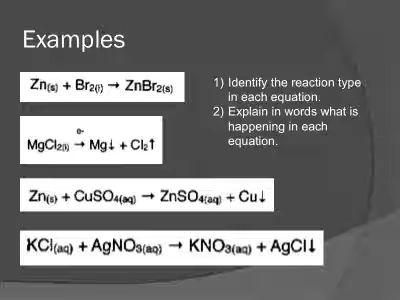 Examples
Zn(s) + Br2(l) → ZnBr2(s)
1) Identify the reaction type
in each equation.
2) Explain in words what is
happening in each
equation.
e-
MgCl2(l) → Mg↓ + Cl2↑
Zn(s) + CuSO4(aq) → ZnSO4(aq) + Cu↓
KCl(aq) + AgNO3(aq) → KNO3(aq) + AgCl↓